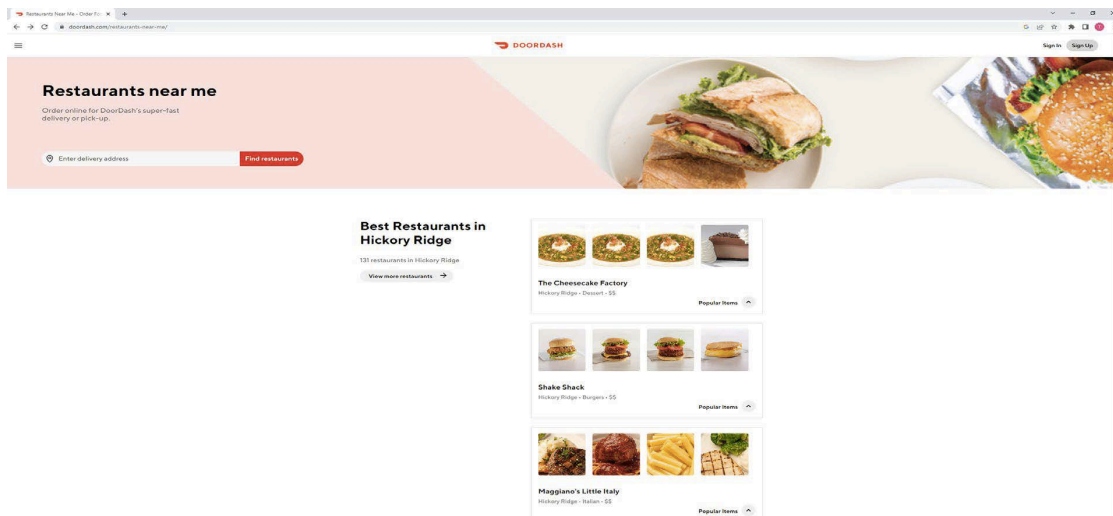 Restaurants Near Me - Order Fo
doordash.com/restaurants-near-me/
DOORDASH
Sign In
Sign Up
Restaurants near me
Order online for DoorDash's super-fast
delivery or pick-up.
Enter delivery address
Find restaurants
Best Restaurants in
Hickory Ridge
131 restaurants in Hickory Ridge
View more restaurants →
The Cheesecake Factory
Hickory Ridge • Dessert • $$
Popular Items
Shake Shack
Hickory Ridge • Burgers • $$
Popular Items
Maggiano's Little Italy
Hickory Ridge • Italian • $$
Popular Items